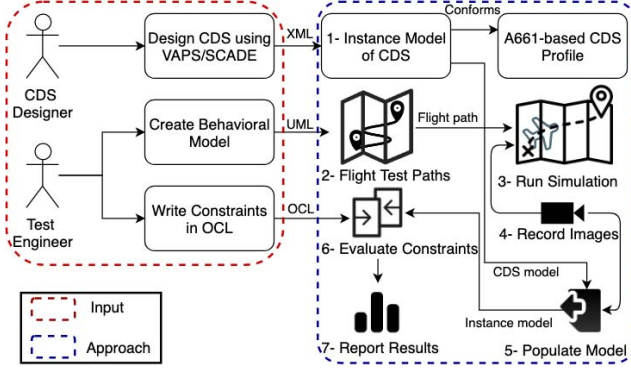 Conforms
Design CDS using
VAPS/SCADE
XML
1- Instance Model
of CDS
A661-based CDS
Profile
CDS
Designer
Create Behavioral
Model
UML
Flight path
2- Flight Test Paths
3- Run Simulation
Test
Engineer
Write Constraints
in OCL
OCL
4- Record Images
6- Evaluate Constraints
CDS model
Input
Instance model
Approach
7- Report Results
5- Populate Model